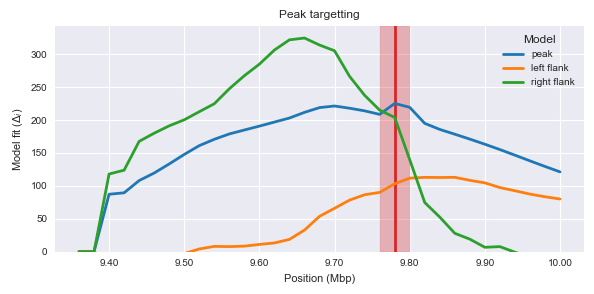 Peak targetting
Model fit (Δₗ)
300
250
200
150
100
50
0
9.40
9.50
9.60
9.70
9.80
9.90
10.00
Position (Mbp)
Model
peak
left flank
right flank